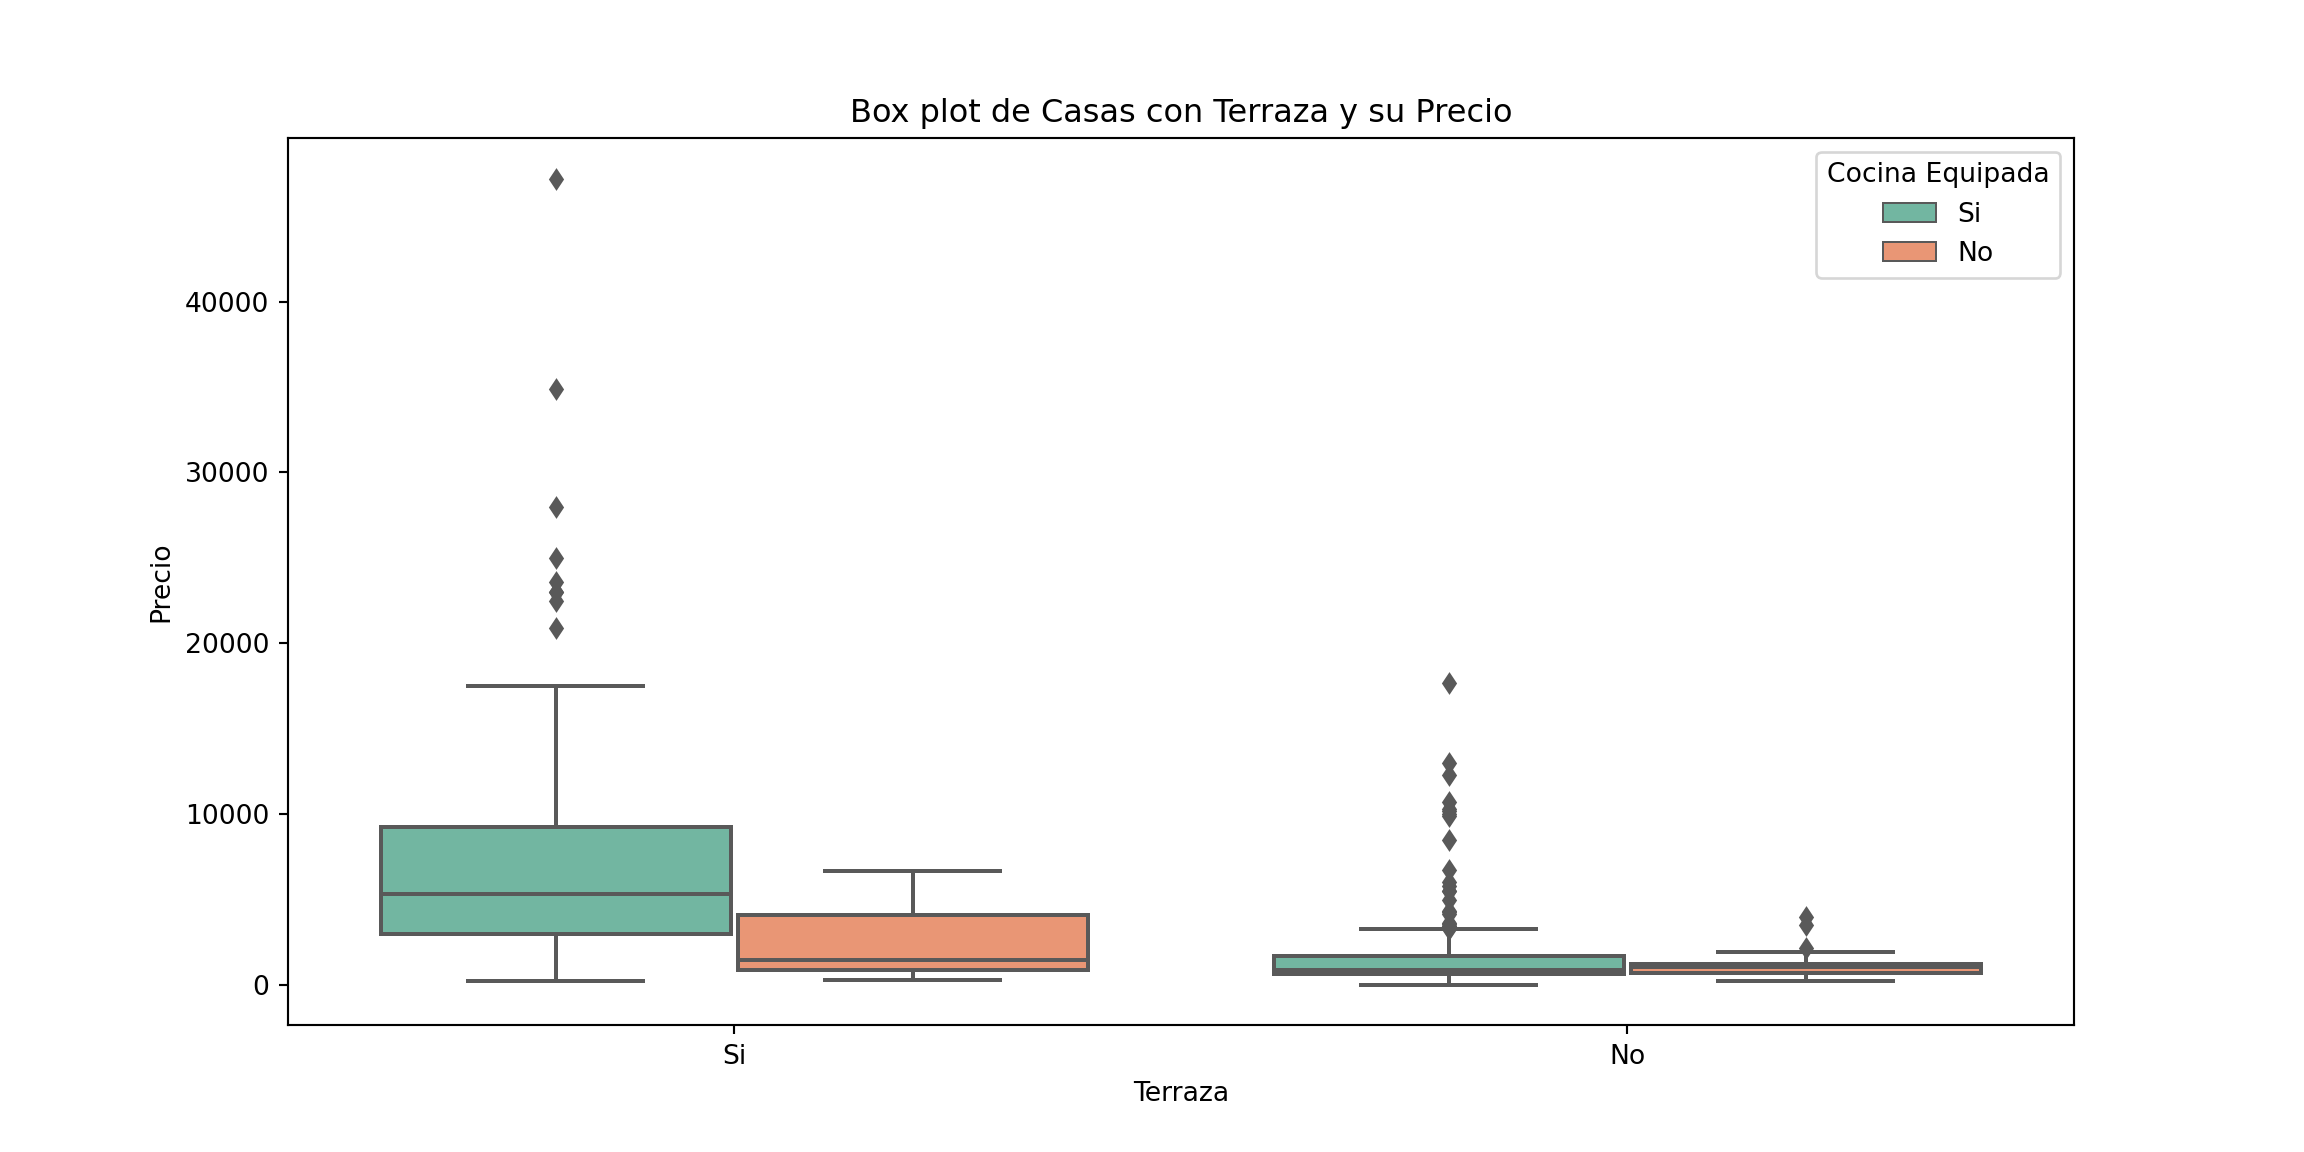 Box plot de Casas con Terraza y su Precio
Cocina Equipada
Si
No
Precio
40000
30000
20000
10000
0
Si
No
Terraza